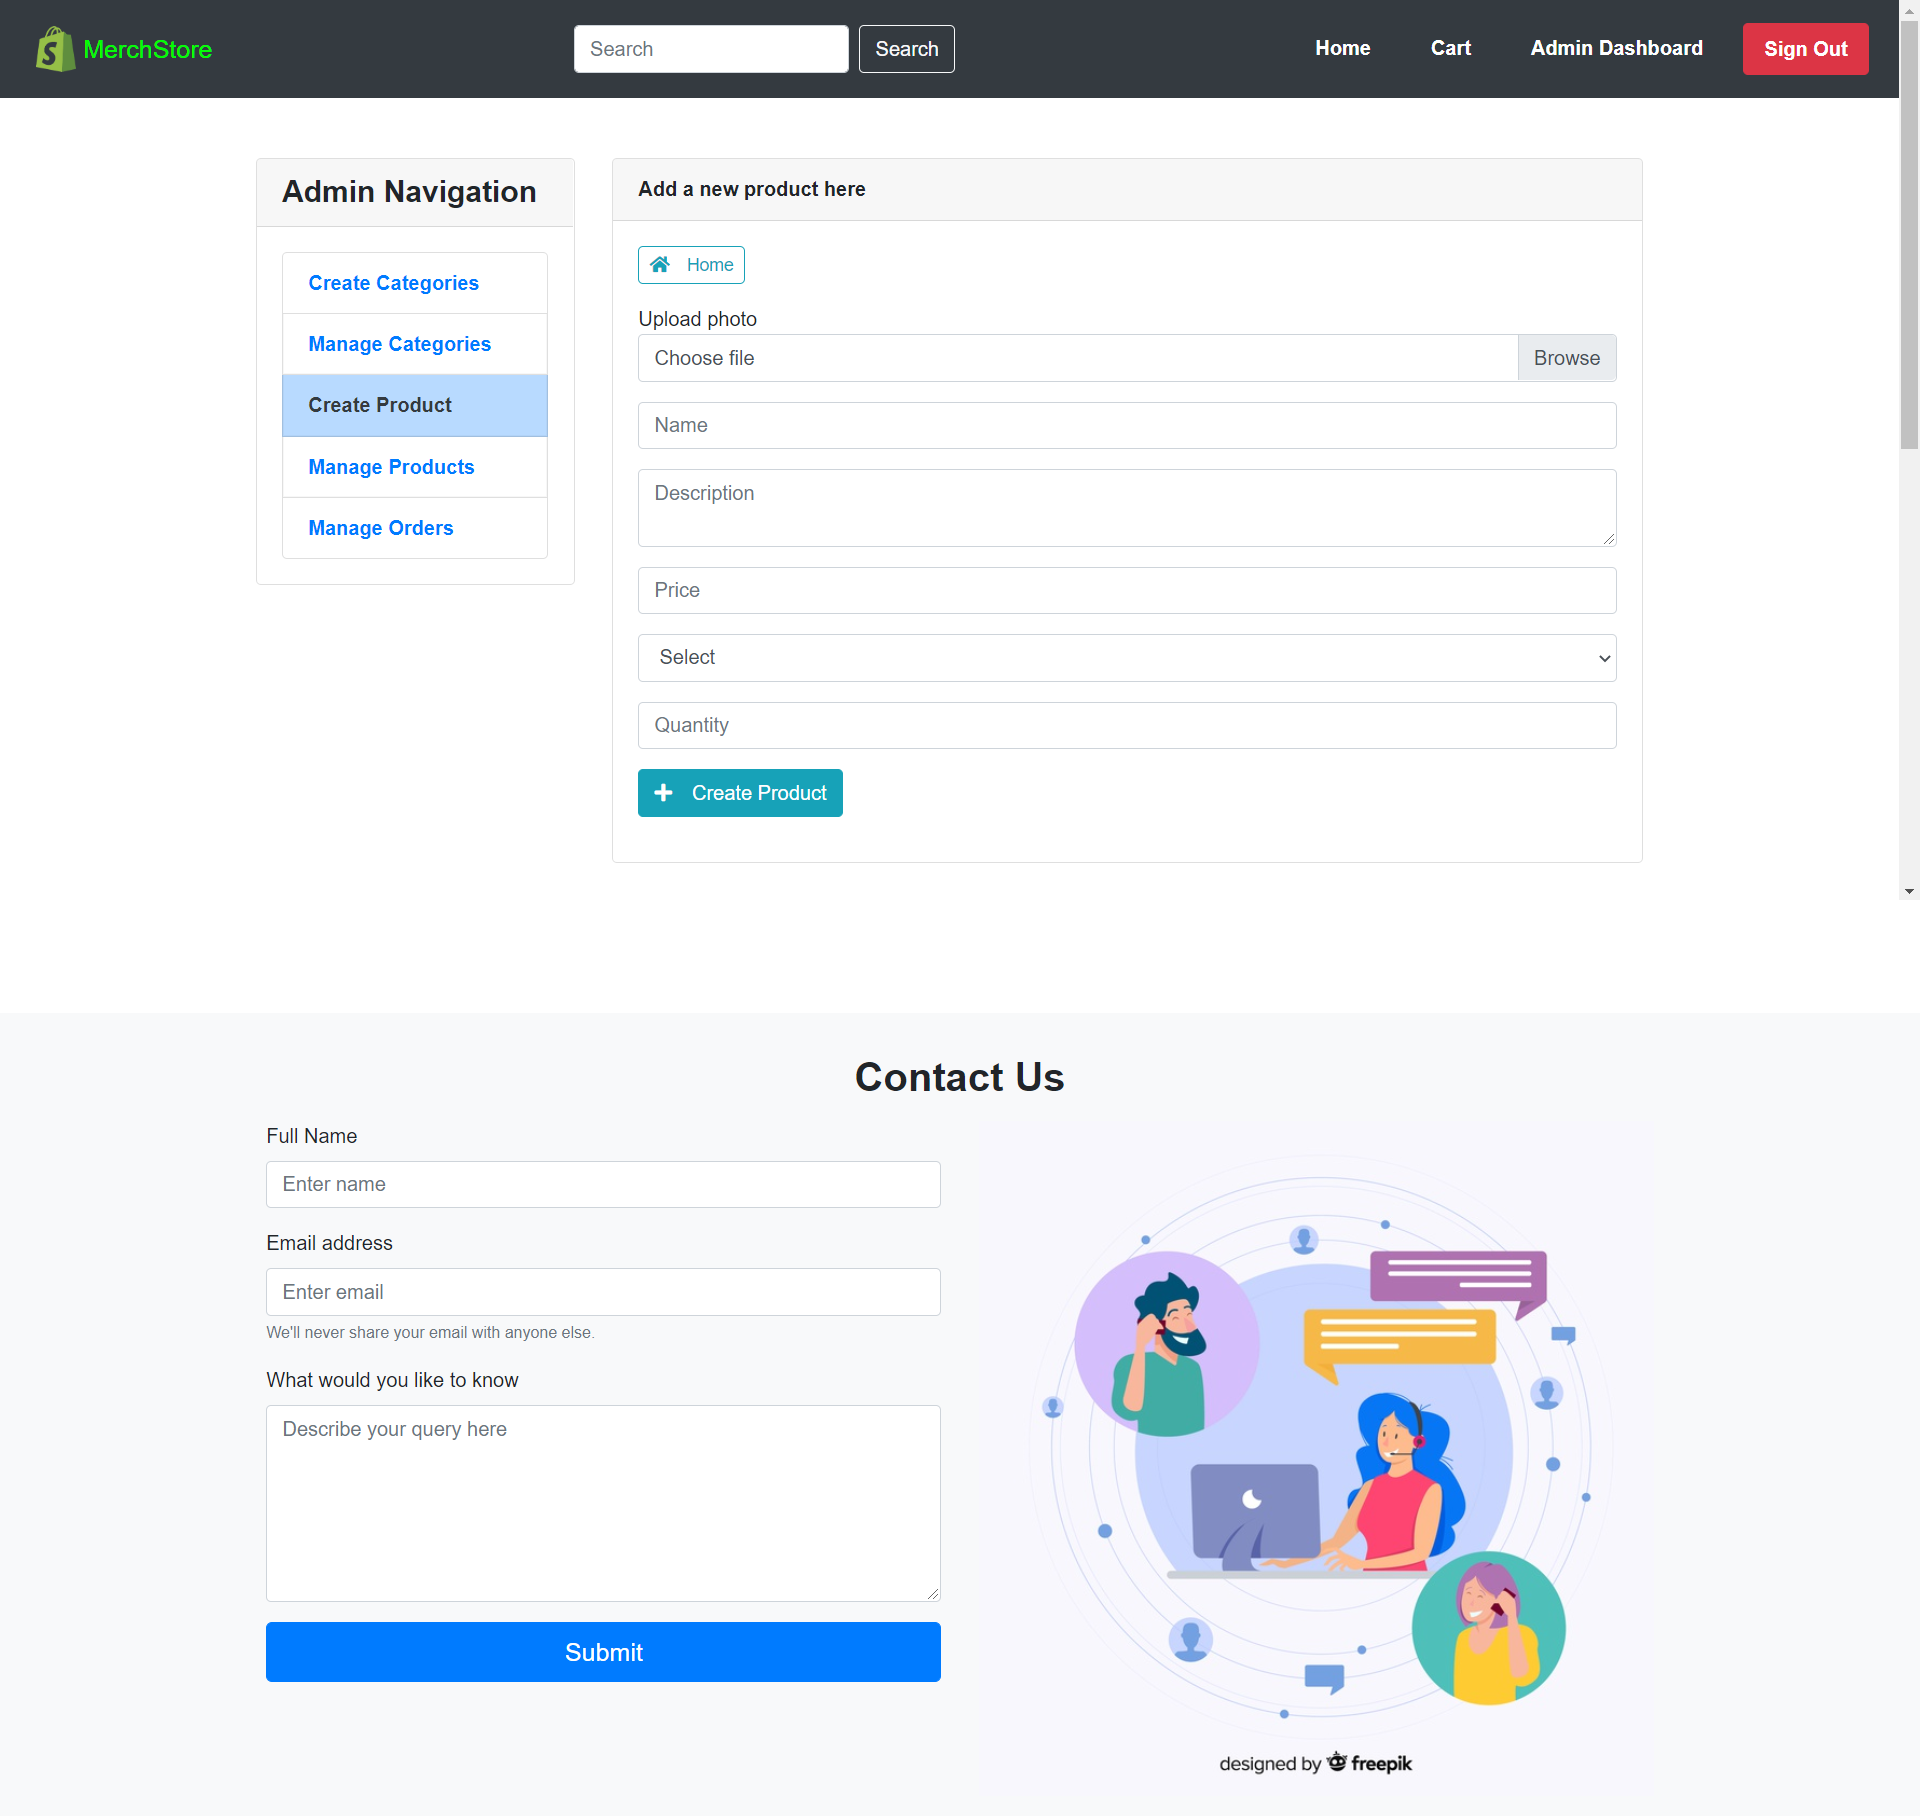 MerchStore
Search
Search
Home
Cart
Admin Dashboard
Sign Out
Admin Navigation
Create Categories
Manage Categories
Create Product
Manage Products
Manage Orders
Add a new product here
Home
Upload photo
Choose file
Browse
Name
Description
Price
Select
Quantity
Create Product
Contact Us
Full Name
Enter name
Email address
Enter email
We'll never share your email with anyone else.
What would you like to know
Describe your query here
Submit
designed by freepik